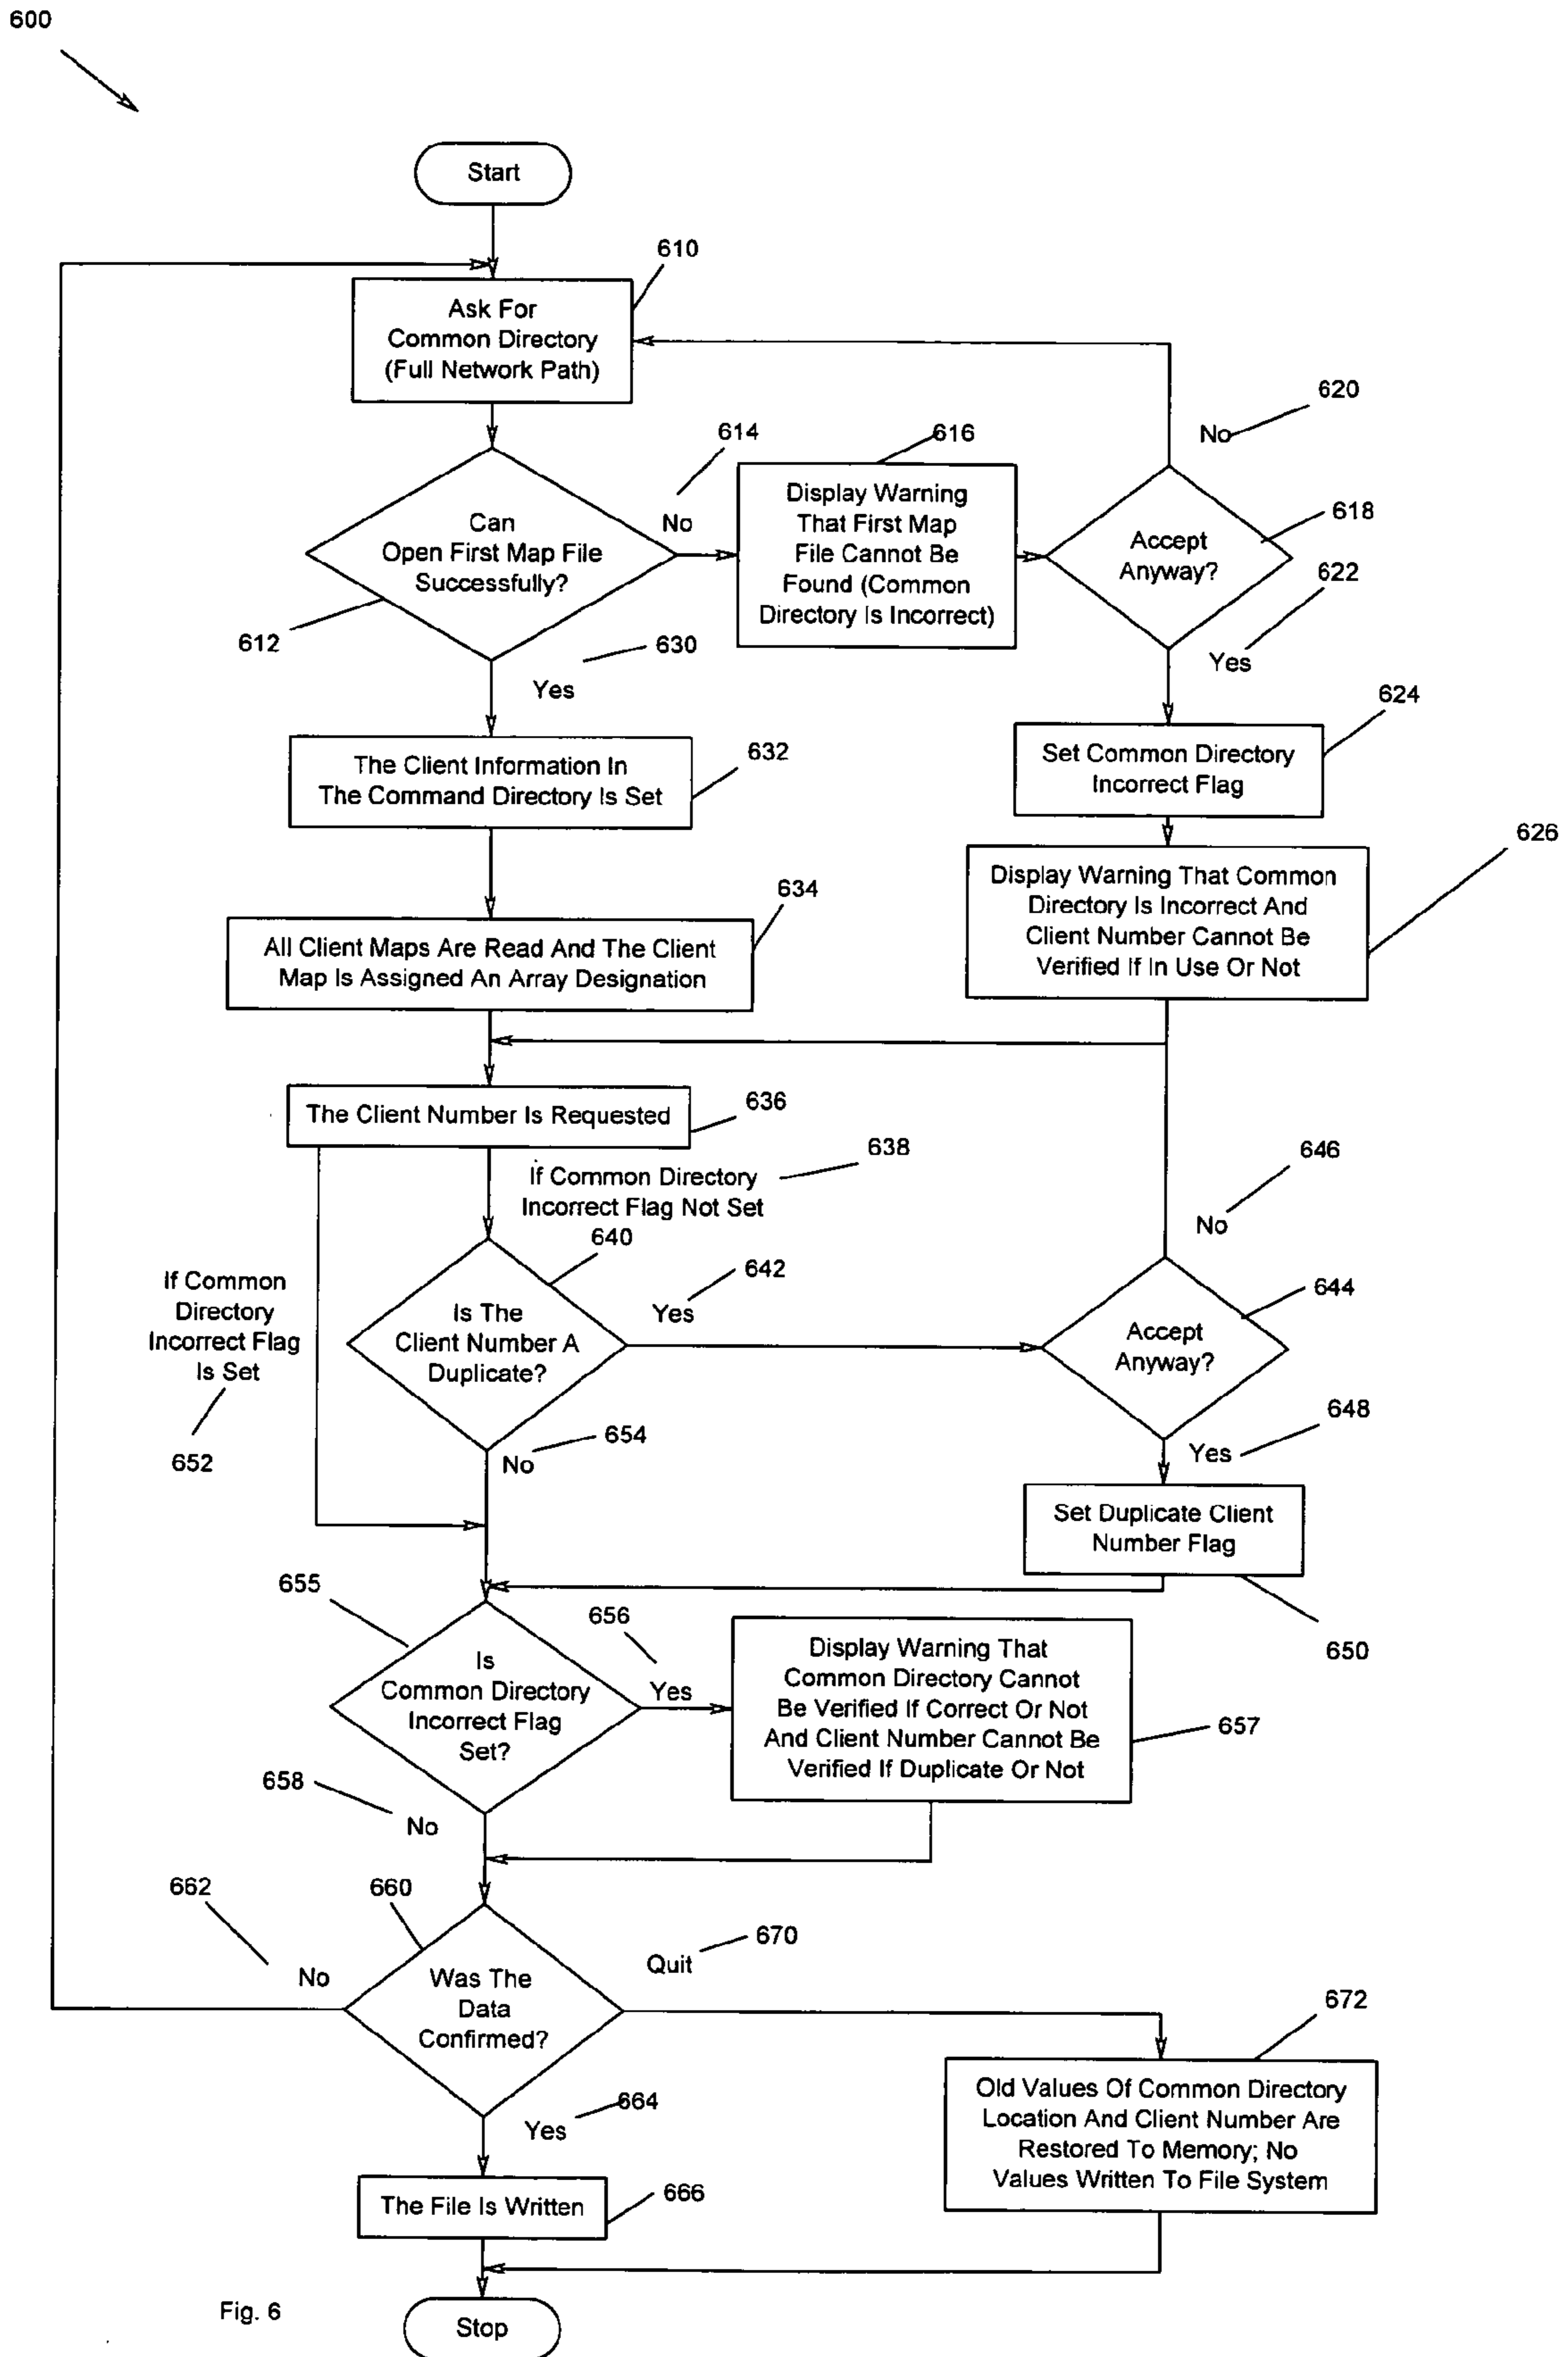 600
Start
610
Ask For
Common Directory
(Full Network Path)
620
No
614
No
616
Display Warning
That First Map
File Cannot Be
Found (Common
Directory Is Incorrect)
618
Accept
Anyway?
622
Yes
Can
Open First Map File
Successfully?
612
630
Yes
624
Set Common Directory
Incorrect Flag
632
The Client Information In
The Command Directory Is Set
626
Display Warning That Common
Directory Is Incorrect And
Client Number Cannot Be
Verified If In Use Or Not
634
All Client Maps Are Read And The Client
Map Is Assigned An Array Designation
The Client Number Is Requested
636
638
If Common Directory
Incorrect Flag Not Set
646
No
640
642
Yes
If Common
Directory
Incorrect Flag
Is Set
652
Is The
Client Number A
Duplicate?
644
Accept
Anyway?
648
Yes
654
No
Set Duplicate Client
Number Flag
650
655
656
Yes
Is
Common Directory
Incorrect Flag
Set?
Display Warning That
Common Directory Cannot
Be Verified If Correct Or Not
And Client Number Cannot Be
Verified If Duplicate Or Not
657
658
No
662
No
660
670
Quit
Was The
Data
Confirmed?
672
Old Values Of Common Directory
Location And Client Number Are
Restored To Memory; No
Values Written To File System
664
Yes
The File Is Written
666
Fig. 6
Stop